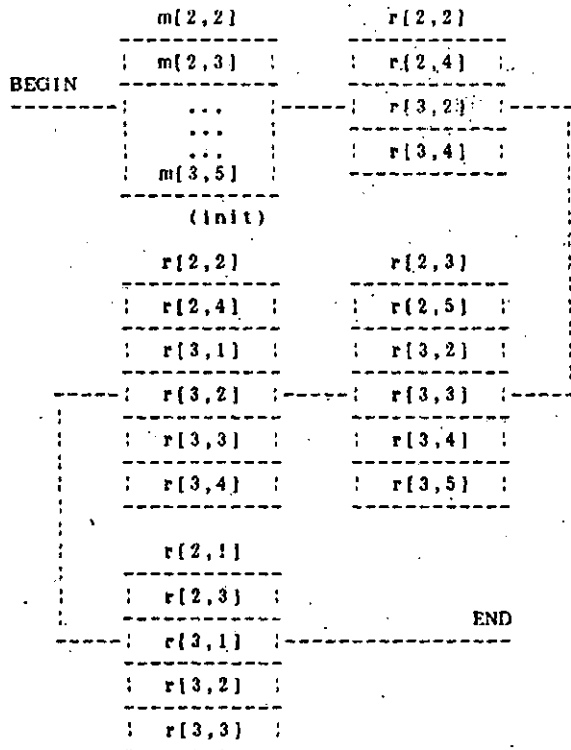 BEGIN
m[2,2]
m[2,3]
...
...
...
m[3,5]
(init)
r[2,2]
r[2,4]
r[3,2]
r[3,4]
r[2,2]
r[2,4]
r[3,1]
r[3,2]
r[3,3]
r[3,4]
r[2,3]
r[2,5]
r[3,2]
r[3,3]
r[3,4]
r[3,5]
r[2,!]
r[2,3]
r[3,1]
r[3,2]
r[3,3]
END